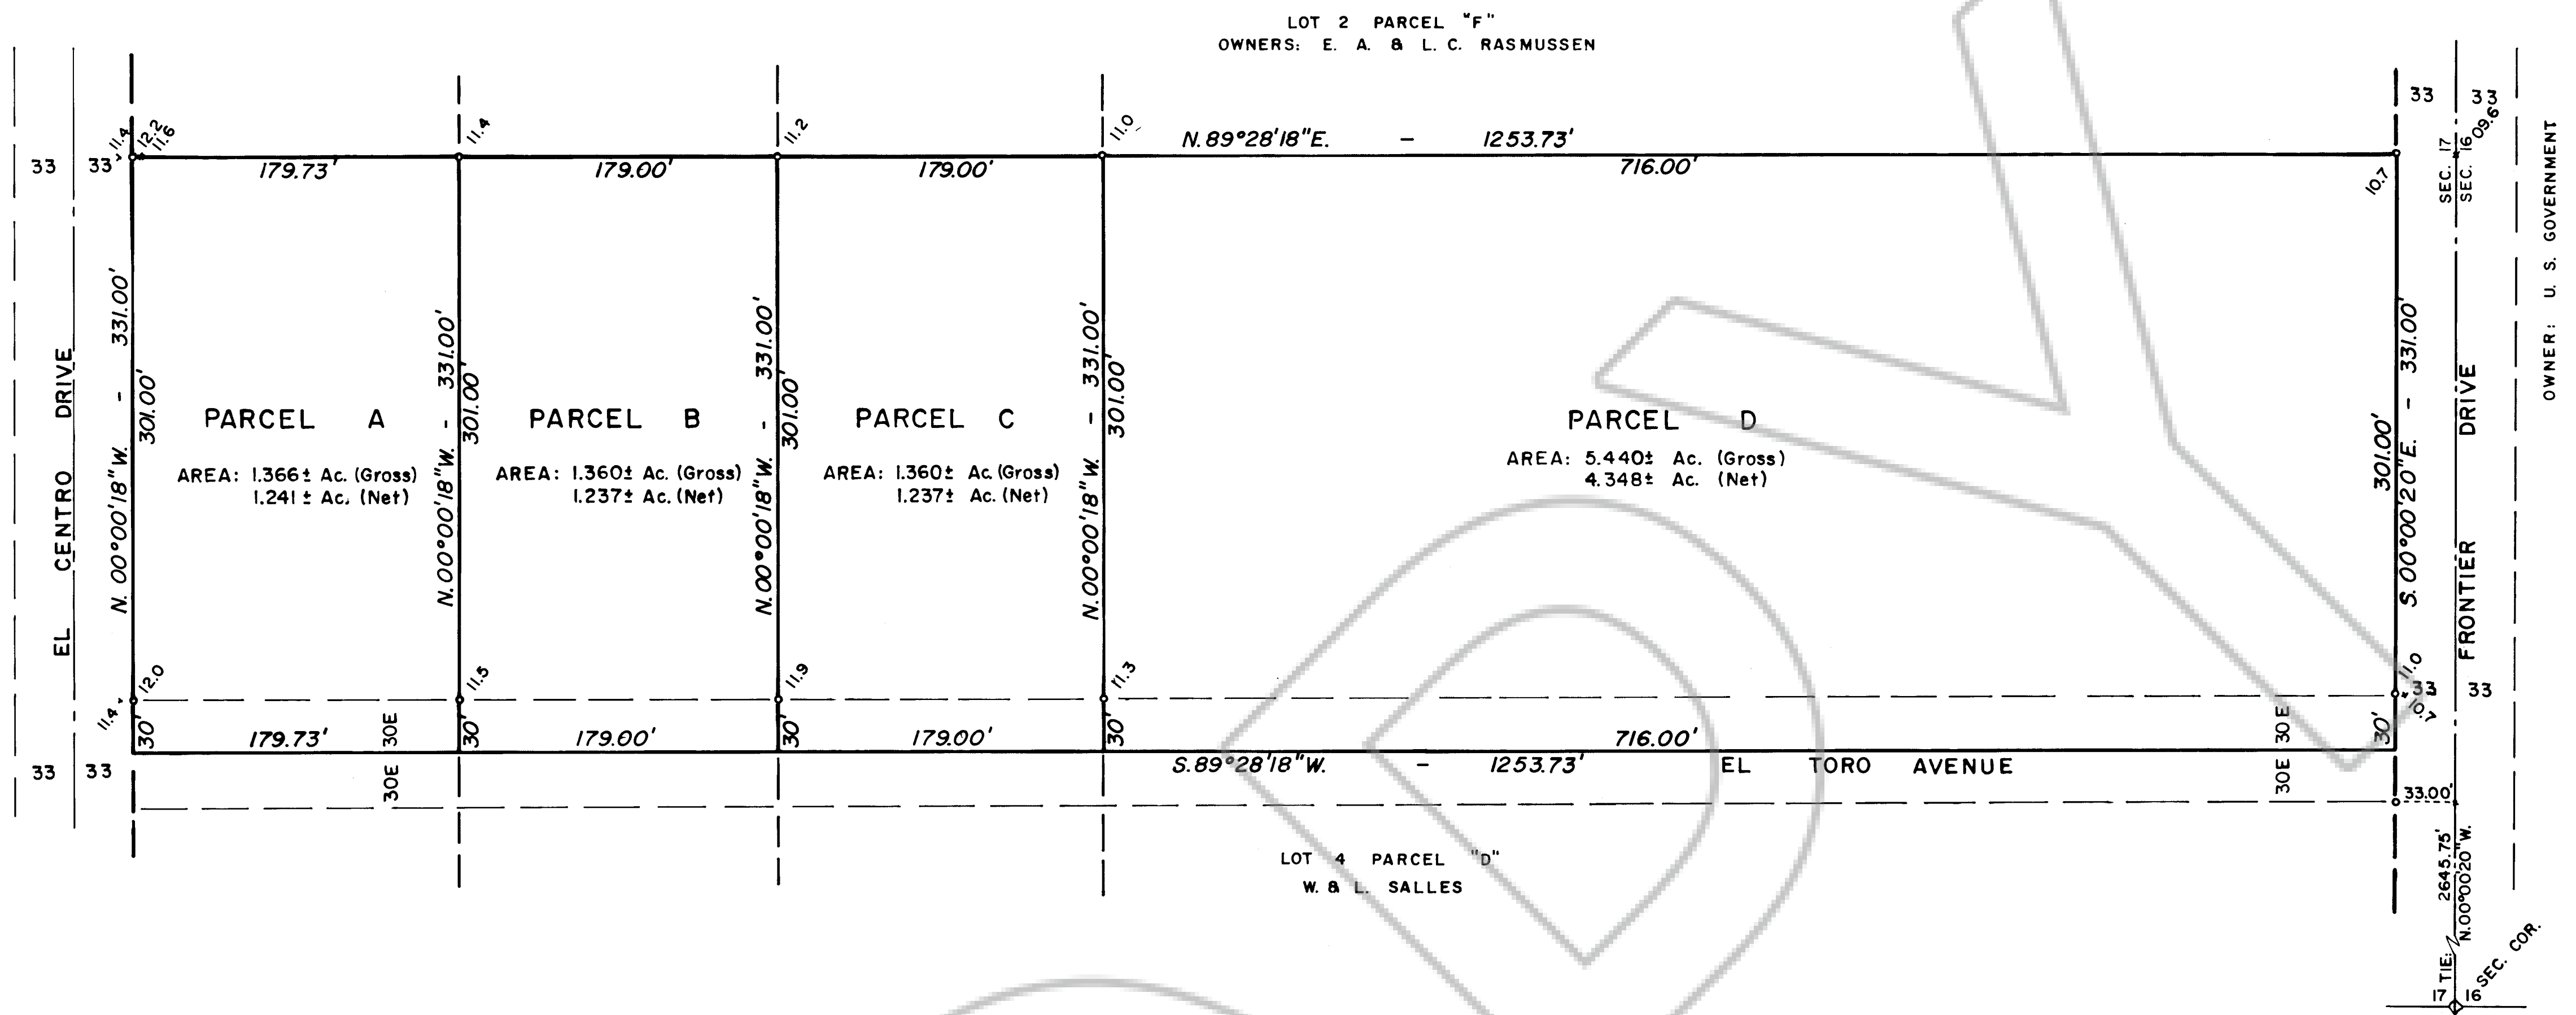 LOT 2 PARCEL "F"
OWNERS: E. A. & L. C. RASMUSSEN
33
33
11.4
12.2
11.6
11.4
11.2
11.0
N. 89°28'18"E. - 1253.73'
33
33
09.6
SEC. 17
SEC. 16
10.7
179.73'
179.00'
179.00'
716.00'
OWNER: U. S. GOVERNMENT
EL CENTRO DRIVE
N. 00°00'18"W. - 331.00'
301.00'
N.00°00'18"W. - 331.00'
301.00'
N.00°00'18"W. - 331.00'
301.00'
N.00°00'18"W. - 331.00'
301.00'
301.00'
S. 00°00'20"E. - 331.00'
FRONTIER DRIVE
PARCEL A
AREA: 1.366± Ac. (Gross)
1.241± Ac. (Net)
PARCEL B
AREA: 1.360± Ac. (Gross)
1.237± Ac. (Net)
PARCEL C
AREA: 1.360± Ac. (Gross)
1.237± Ac. (Net)
PARCEL D
AREA: 5.440± Ac. (Gross)
4.348± Ac. (Net)
12.0
11.4
11.5
11.9
11.3
11.0
33
33
10.7
30'
30'
30'
30'
30'
179.73'
30E
179.00'
179.00'
716.00'
30E
33
33
30E
S.89°28'18"W. - 1253.73'
EL TORO AVENUE
30E
33.00'
LOT 4 PARCEL "D"
W. & L. SALLES
TIE: 2645.75'
N.00°00'20"W.
17
16
SEC. COR.